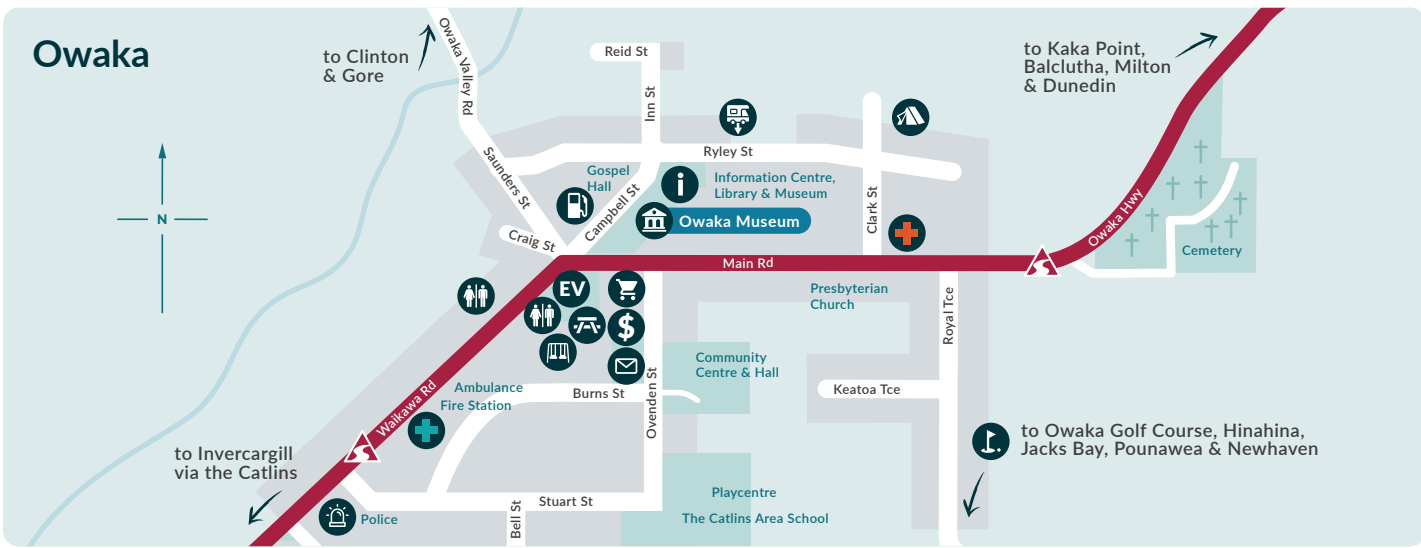 Owaka
to Clinton
& Gore
Owaka Valley Rd
Reid St
Inn St
to Kaka Point,
Balclutha, Milton
& Dunedin
Saunders St
Ryley St
Gospel
Hall
Campbell St
i
Information Centre,
Library & Museum
Owaka Museum
Clark St
Owaka Hwy
Cemetery
N
Craig St
Main Rd
EV
$
Presbyterian
Church
Royal Tce
Community
Centre & Hall
Keatoa Tce
Ambulance
Fire Station
Burns St
Ovenden St
Waikawa Rd
to Invercargill
via the Catlins
to Owaka Golf Course, Hinahina,
Jacks Bay, Pounawea & Newhaven
Police
Bell St
Stuart St
Playcentre
The Catlins Area School